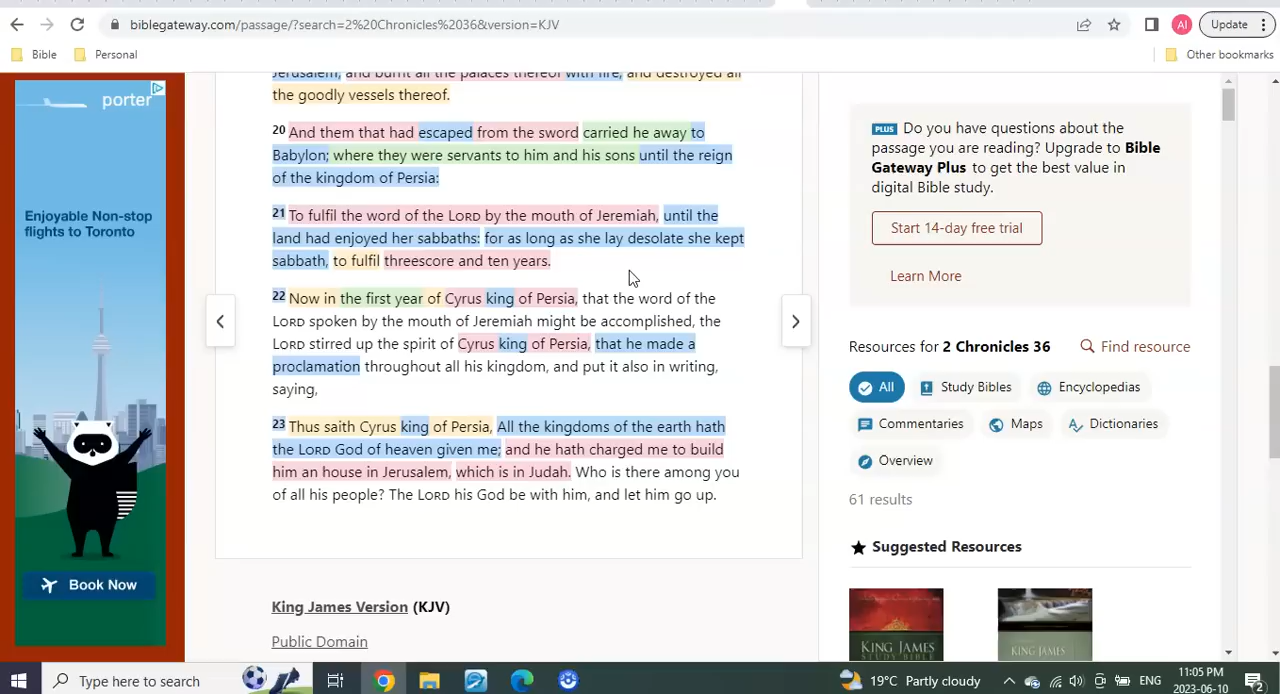 biblegateway.com/passage/?search=2%20Chronicles%2036&version=KJV
AI
Update
Bible
Personal
Other bookmarks
porter
Enjoyable Non-stop
flights to Toronto
Book Now
Jerusalem, and burnt all the palaces thereof with fire, and destroyed all
the goodly vessels thereof.
20 And them that had escaped from the sword carried he away to
Babylon; where they were servants to him and his sons until the reign
of the kingdom of Persia:
21 To fulfil the word of the LORD by the mouth of Jeremiah, until the
land had enjoyed her sabbaths: for as long as she lay desolate she kept
sabbath, to fulfil threescore and ten years.
22 Now in the first year of Cyrus king of Persia, that the word of the
LORD spoken by the mouth of Jeremiah might be accomplished, the
LORD stirred up the spirit of Cyrus king of Persia, that he made a
proclamation throughout all his kingdom, and put it also in writing,
saying,
23 Thus saith Cyrus king of Persia, All the kingdoms of the earth hath
the LORD God of heaven given me; and he hath charged me to build
him an house in Jerusalem, which is in Judah. Who is there among you
of all his people? The LORD his God be with him, and let him go up.
King James Version (KJV)
Public Domain
PLUS Do you have questions about the
passage you are reading? Upgrade to Bible
Gateway Plus to get the best value in
digital Bible study.
Start 14-day free trial
Learn More
Resources for 2 Chronicles 36
Find resource
All
Study Bibles
Encyclopedias
Commentaries
Maps
Dictionaries
Overview
61 results
Suggested Resources
KING JAMES
STUDY BIBLE
KING JAMES
Type here to search
19°C Partly cloudy
ENG
11:05 PM
2023-06-10
2